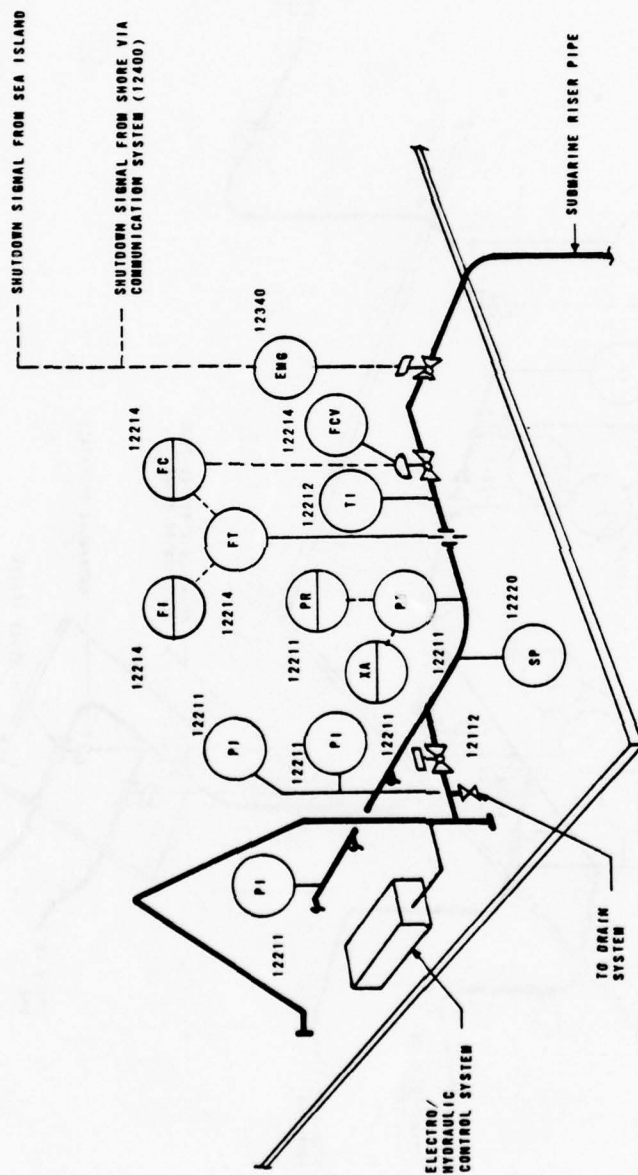 SHUTDOWN SIGNAL FROM SEA ISLAND
SHUTDOWN SIGNAL FROM SHORE VIA
COMMUNICATION SYSTEM (12400)
12340
EMG
12214
FC
12214
FCV
FT
12212
TI
FI
12214
12214
PR
12211
XA
12211
12211
PI
12211
PI
12211
PI
12211
SP
12220
12112
SUBMARINE RISER PIPE
TO DRAIN
SYSTEM
ELECTRO/
HYDRAULIC
CONTROL SYSTEM